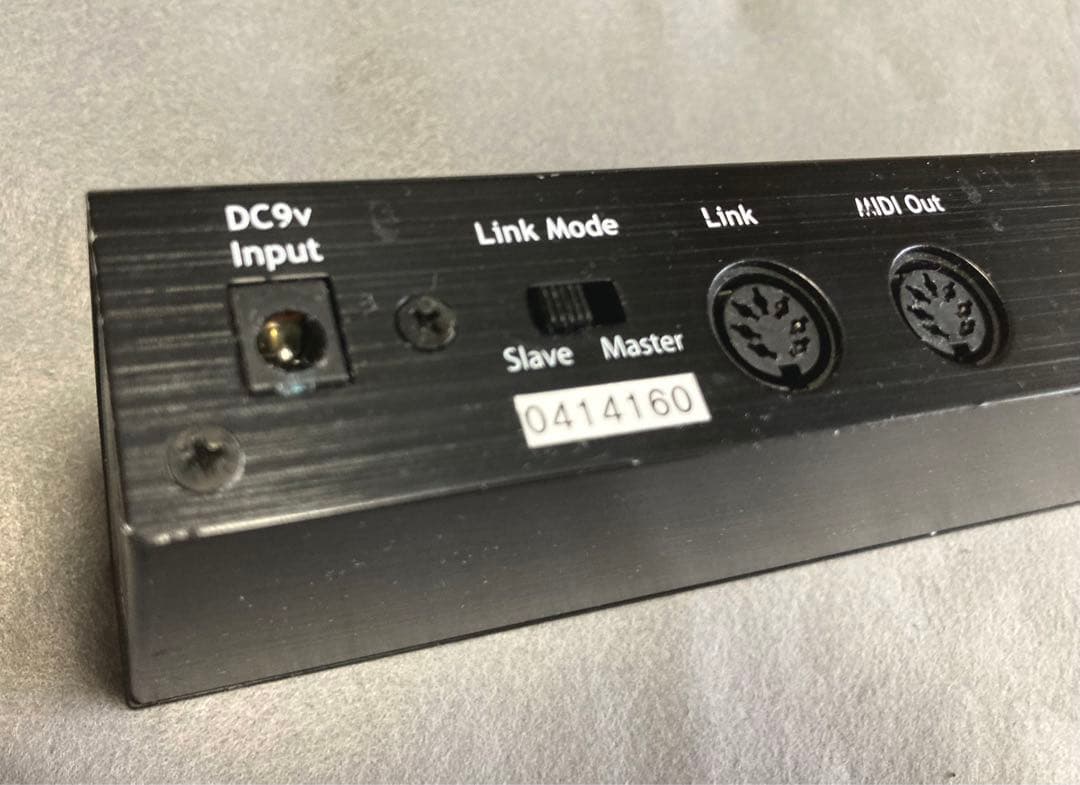 DC9v
Input
Link Mode
Slave Master
0414160
Link
MIDI Out